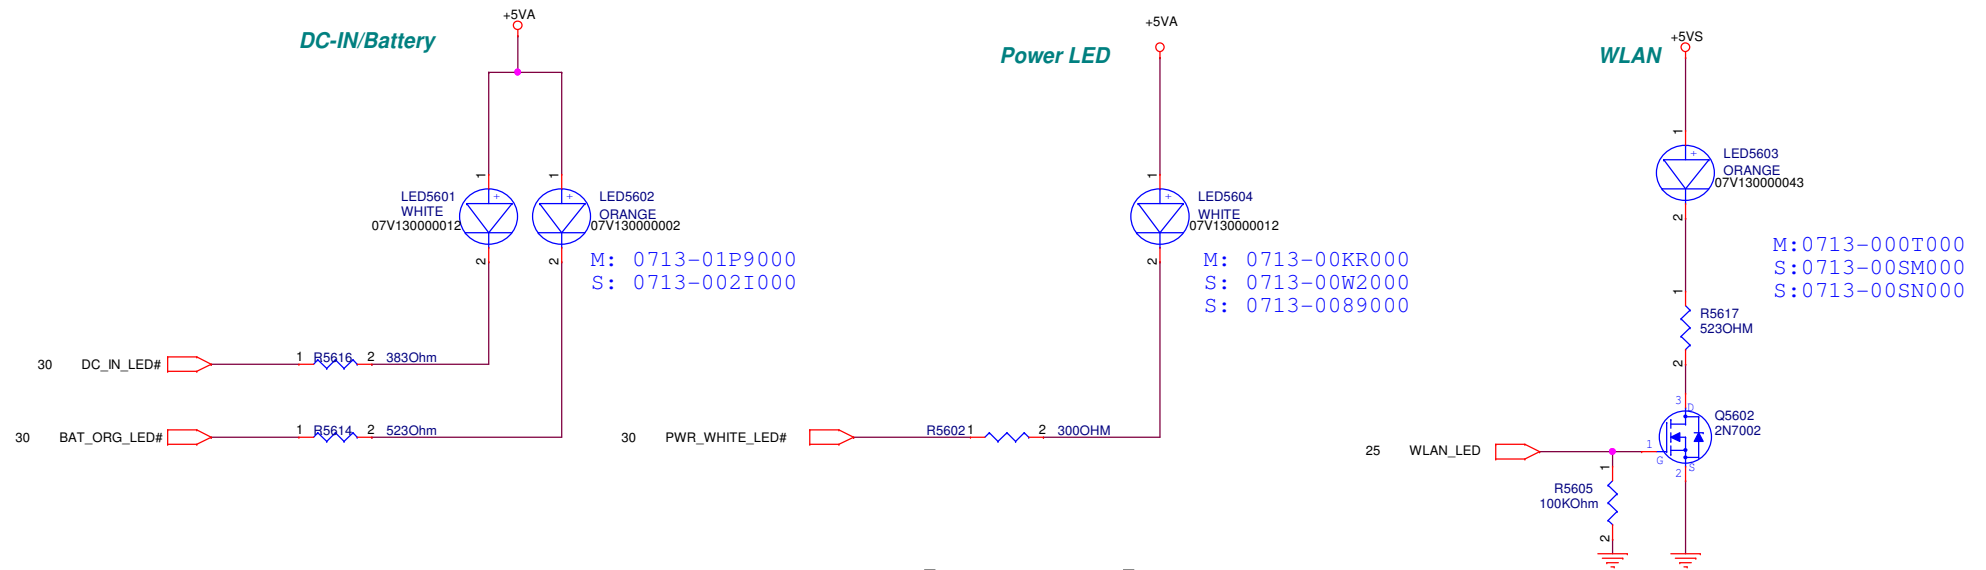 DC-IN/Battery
+5VA
1
1
LED5601
WHITE
07V130000012
LED5602
ORANGE
07V130000002
2
2
M: 0713-01P9000
S: 0713-002I000
30 DC_IN_LED# 1 R5616 2 383Ohm
30 BAT_ORG_LED# 1 R5614 2 523Ohm
Power LED
+5VA
1
LED5604
WHITE
07V130000012
2
M: 0713-00KR000
S: 0713-00W2000
S: 0713-0089000
30 PWR_WHITE_LED# R5602 1 2 300OHM
WLAN
+5VS
1
LED5603
ORANGE
07V130000043
2
M:0713-000T000
S:0713-00SM000
S:0713-00SN000
1
R5617
523OHM
2
3 D
Q5602
2N7002
25 WLAN_LED 1
G
2 S
1
R5605
100KOhm
2